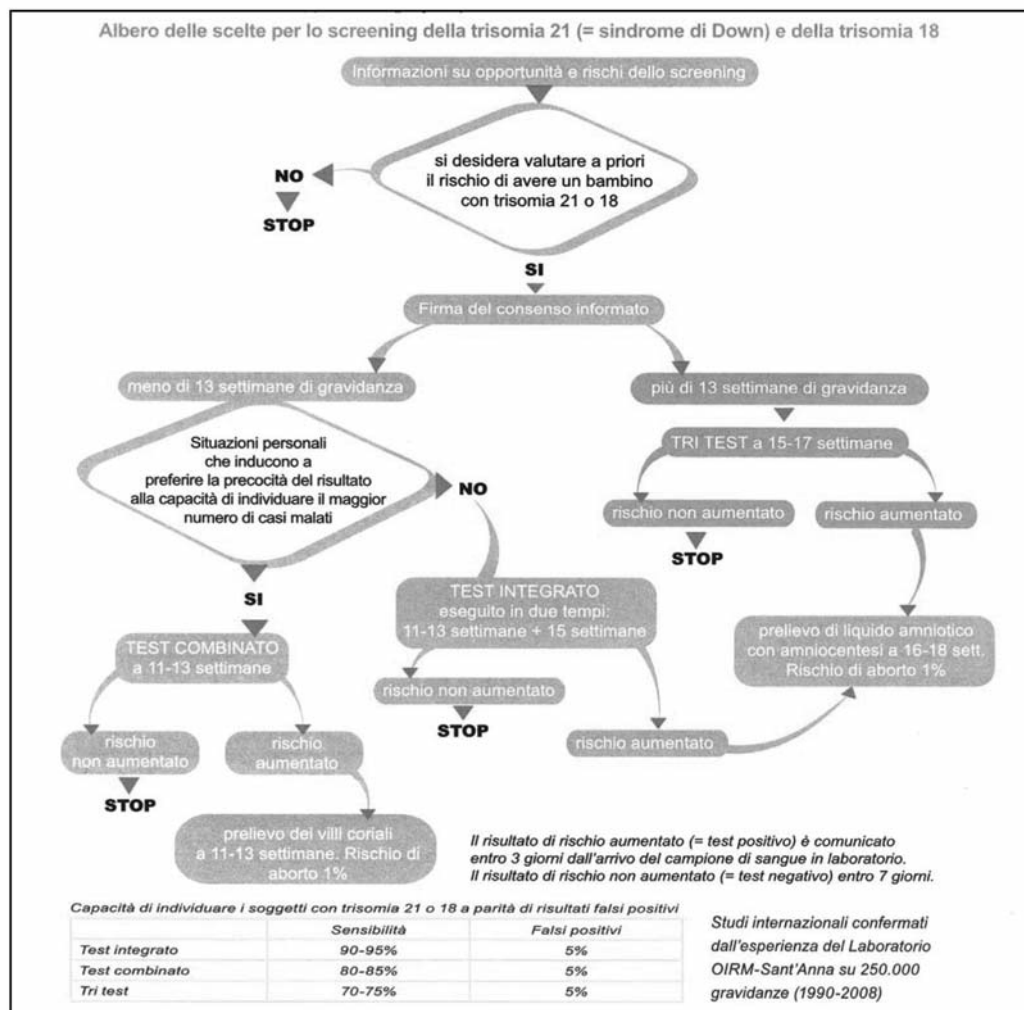 Albero delle scelte per lo screening della trisomia 21 (= sindrome di Down) e della trisomia 18
Informazioni su opportunità e rischi dello screening
si desidera valutare a priori
il rischio di avere un bambino
con trisomia 21 o 18
NO
STOP
SI
Firma del consenso informato
meno di 13 settimane di gravidanza
più di 13 settimane di gravidanza
Situazioni personali
che inducono a
preferire la precocità del risultato
alla capacità di individuare il maggior
numero di casi malati
NO
SI
TRI TEST a 15-17 settimane
rischio non aumentato
STOP
rischio aumentato
TEST INTEGRATO
eseguito in due tempi:
11-13 settimane + 15 settimane
prelievo di liquido amniotico
con amniocentesi a 16-18 sett.
Rischio di aborto 1%
TEST COMBINATO
a 11-13 settimane
rischio non aumentato
STOP
rischio aumentato
rischio
non aumentato
STOP
rischio
aumentato
prelievo dei villi coriali
a 11-13 settimane. Rischio di
aborto 1%
Il risultato di rischio aumentato (= test positivo) è comunicato
entro 3 giorni dall'arrivo del campione di sangue in laboratorio.
Il risultato di rischio non aumentato (= test negativo) entro 7 giorni.
Capacità di individuare i soggetti con trisomia 21 o 18 a parità di risultati falsi positivi
Sensibilità Falsi positivi
Test integrato 90-95% 5%
Test combinato 80-85% 5%
Tri test 70-75% 5%
Studi internazionali confermati
dall'esperienza del Laboratorio
OIRM-Sant'Anna su 250.000
gravidanze (1990-2008)